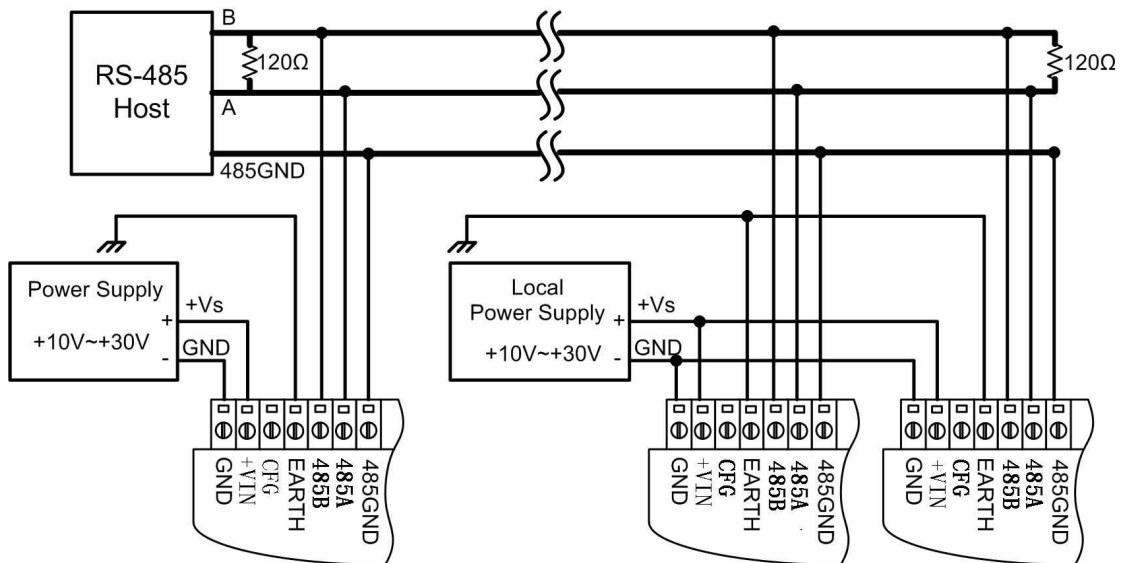 B
RS-485
Host
120Ω
120Ω
A
485GND
Power Supply
+Vs
+
+10V~+30V
GND
-
Local
Power Supply
+Vs
+
+10V~+30V
GND
-
GND
+VIN
CFG
EARTH
485B
485A
485GND
GND
+VIN
CFG
EARTH
485B
485A
485GND
GND
+VIN
CFG
EARTH
485B
485A
485GND